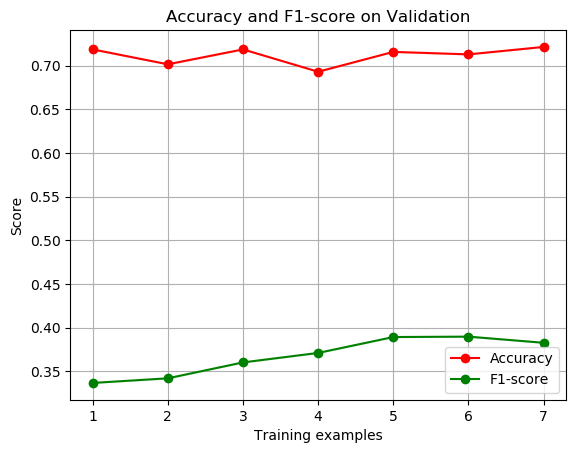 Accuracy and F1-score on Validation
Score
0.70
0.65
0.60
0.55
0.50
0.45
0.40
0.35
1 2 3 4 5 6 7
Training examples
Accuracy
F1-score